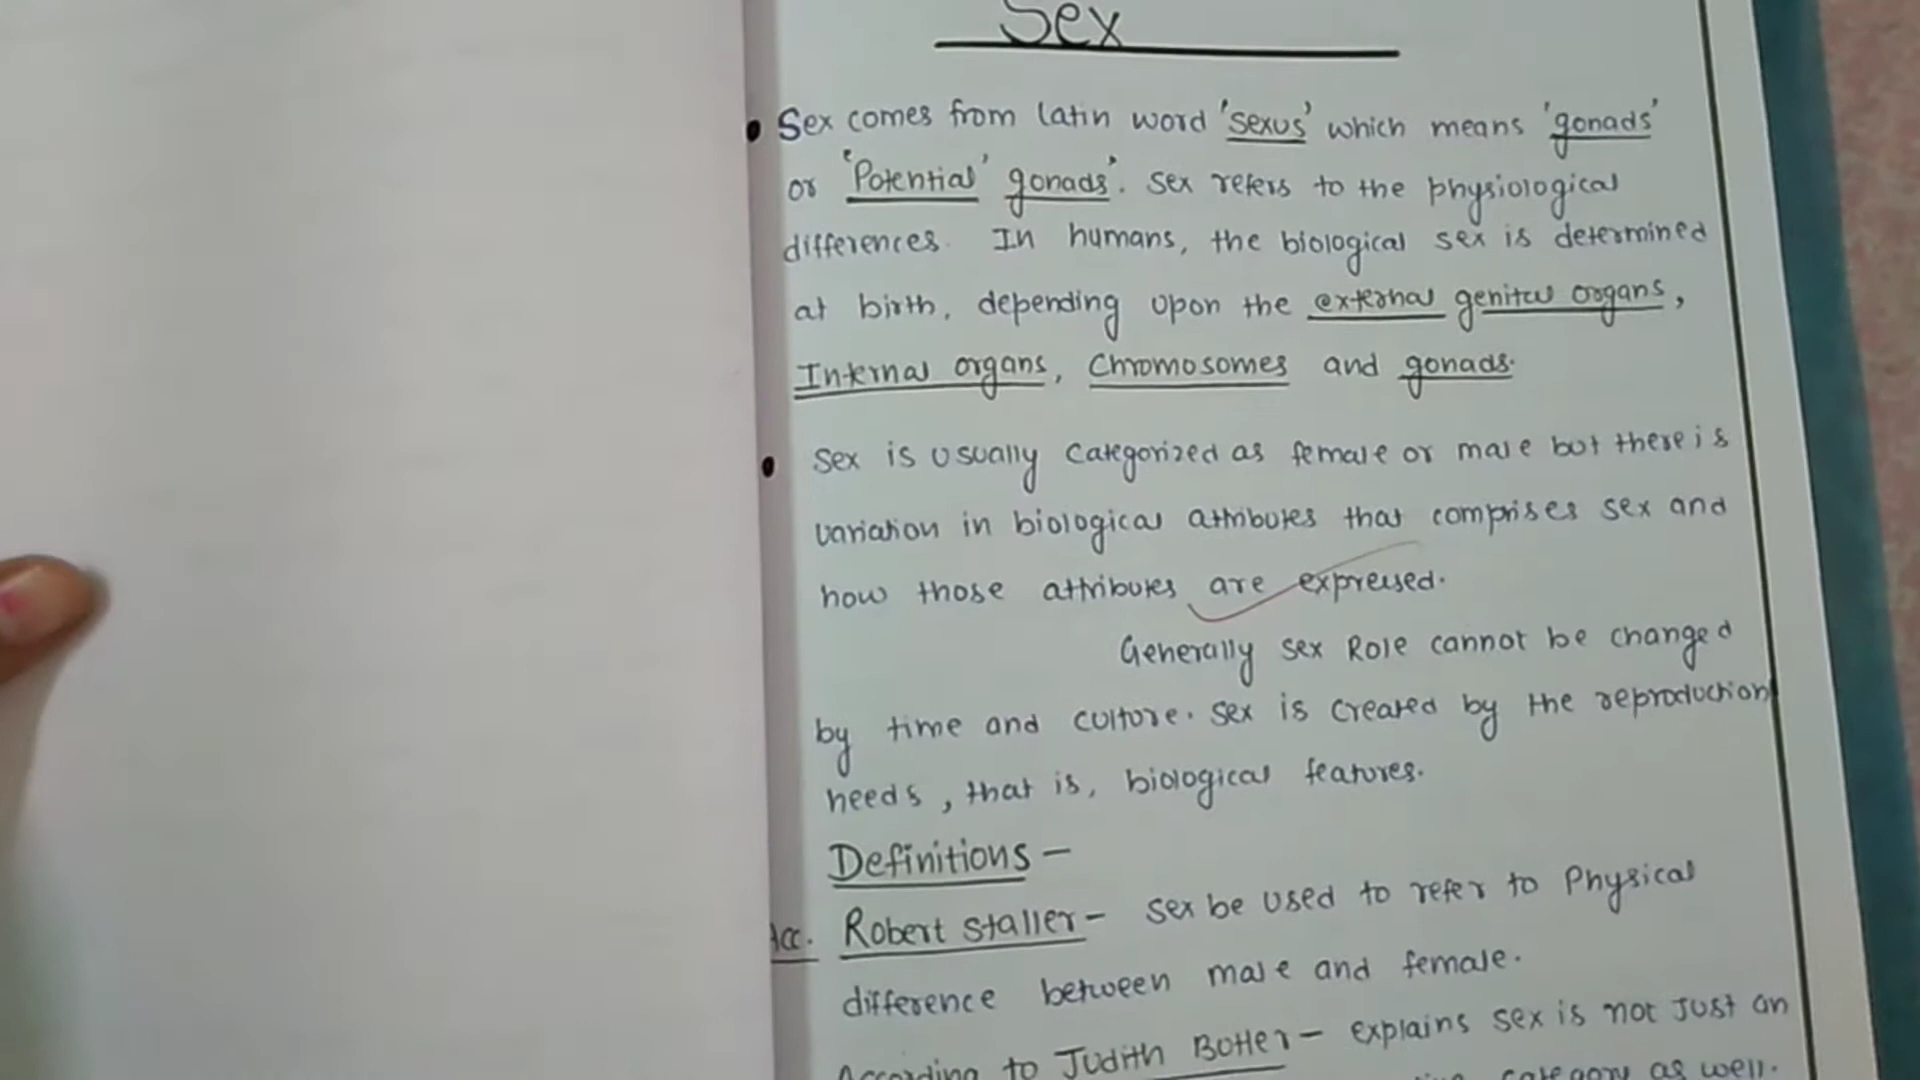 Sex
• Sex comes from latin word 'sexus' which means 'gonads'
or 'Potential' gonads'. Sex refers to the physiological
differences. In humans, the biological sex is determined
at birth, depending upon the external genital organs,
Internal organs, Chromosomes and gonads.
• Sex is usually categorized as female or male but there is
variation in biological attributes that comprises sex and
how those attributes are expressed.
Generally sex Role cannot be changed
by time and culture. Sex is created by the reproduction
needs, that is, biological features.
Definitions —
Acc. Robert Staller - Sex be used to refer to Physical
difference between male and female.
According to Judith Butler - explains sex is not Just an
category as well.